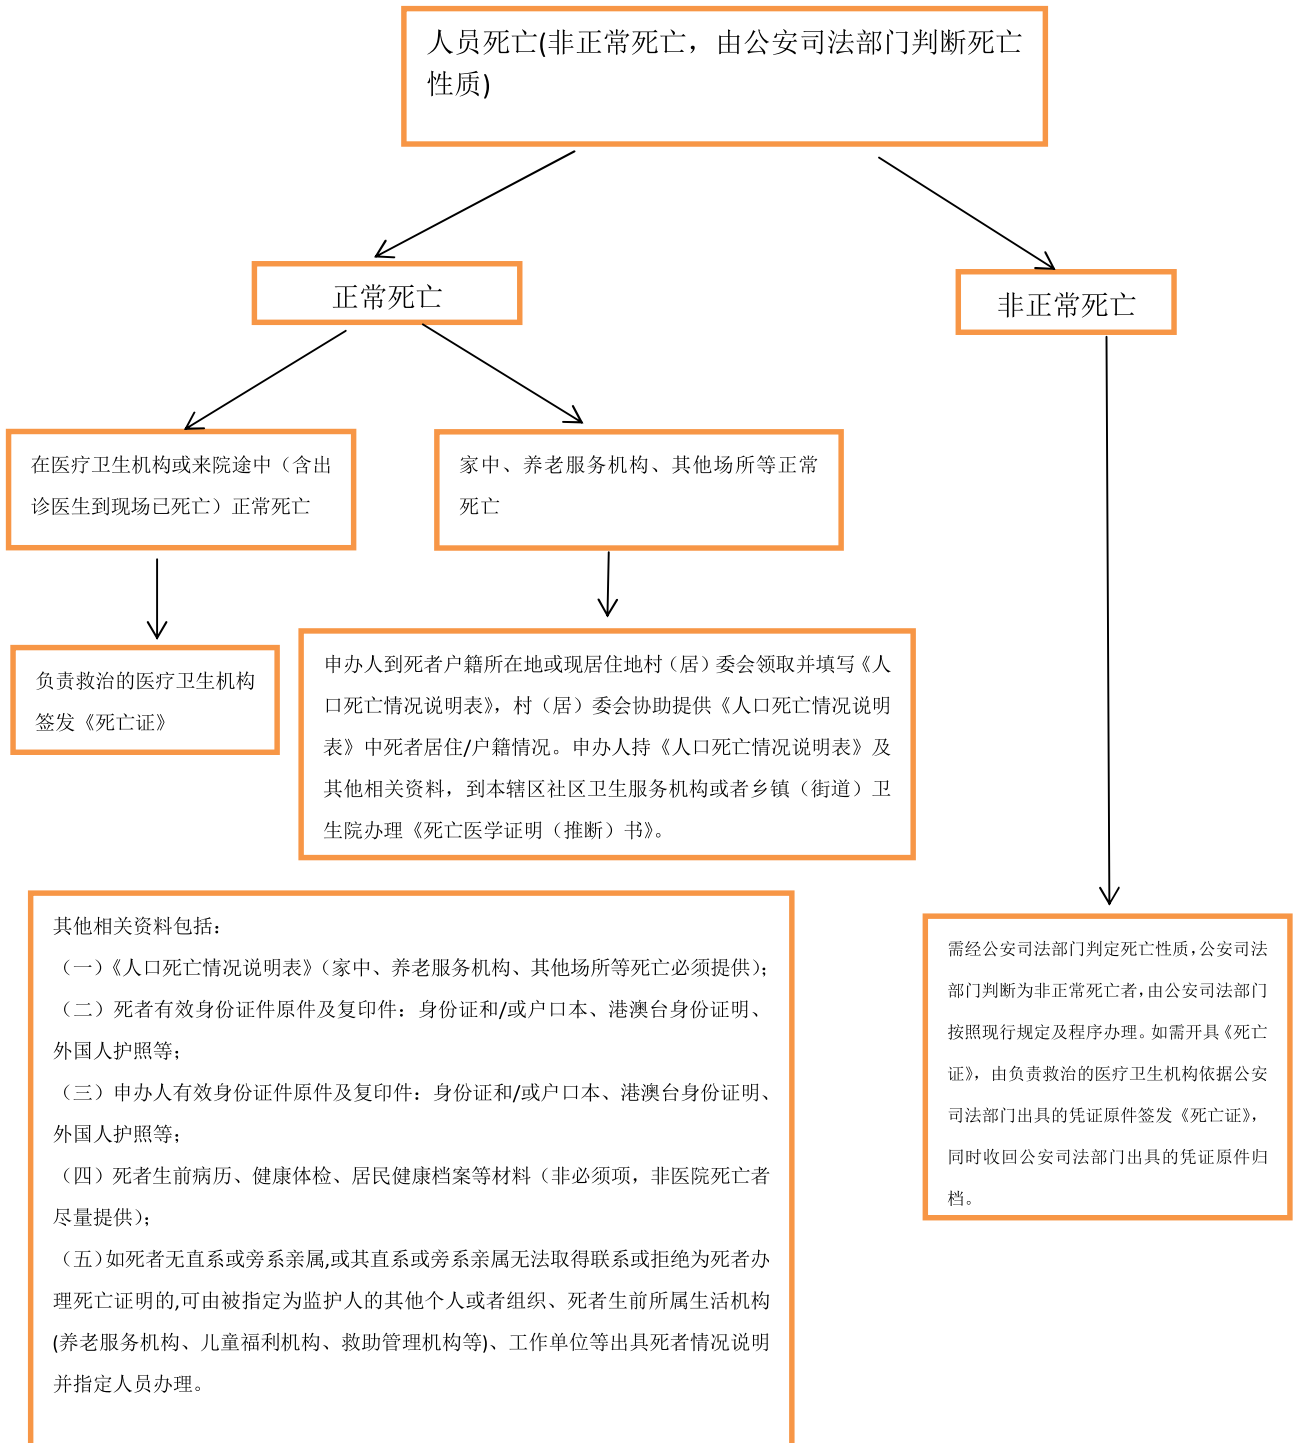 人员死亡(非正常死亡，由公安司法部门判断死亡
性质)
正常死亡
非正常死亡
在医疗卫生机构或来院途中（含出
诊医生到现场已死亡）正常死亡
家中、养老服务机构、其他场所等正常
死亡
负责救治的医疗卫生机构
签发《死亡证》
申办人到死者户籍所在地或现居住地村（居）委会领取并填写《人
口死亡情况说明表》，村（居）委会协助提供《人口死亡情况说明
表》中死者居住/户籍情况。申办人持《人口死亡情况说明表》及
其他相关资料，到本辖区社区卫生服务机构或者乡镇（街道）卫
生院办理《死亡医学证明（推断）书》。
其他相关资料包括：
（一）《人口死亡情况说明表》（家中、养老服务机构、其他场所等死亡必须提供）；
（二）死者有效身份证件原件及复印件：身份证和/或户口本、港澳台身份证明、
外国人护照等；
（三）申办人有效身份证件原件及复印件：身份证和/或户口本、港澳台身份证明、
外国人护照等；
（四）死者生前病历、健康体检、居民健康档案等材料（非必须项，非医院死亡者
尽量提供）；
（五）如死者无直系或旁系亲属,或其直系或旁系亲属无法取得联系或拒绝为死者办
理死亡证明的,可由被指定为监护人的其他个人或者组织、死者生前所属生活机构
(养老服务机构、儿童福利机构、救助管理机构等)、工作单位等出具死者情况说明
并指定人员办理。
需经公安司法部门判定死亡性质，公安司法
部门判断为非正常死亡者，由公安司法部门
按照现行规定及程序办理。如需开具《死亡
证》，由负责救治的医疗卫生机构依据公安
司法部门出具的凭证原件签发《死亡证》，
同时收回公安司法部门出具的凭证原件归
档。